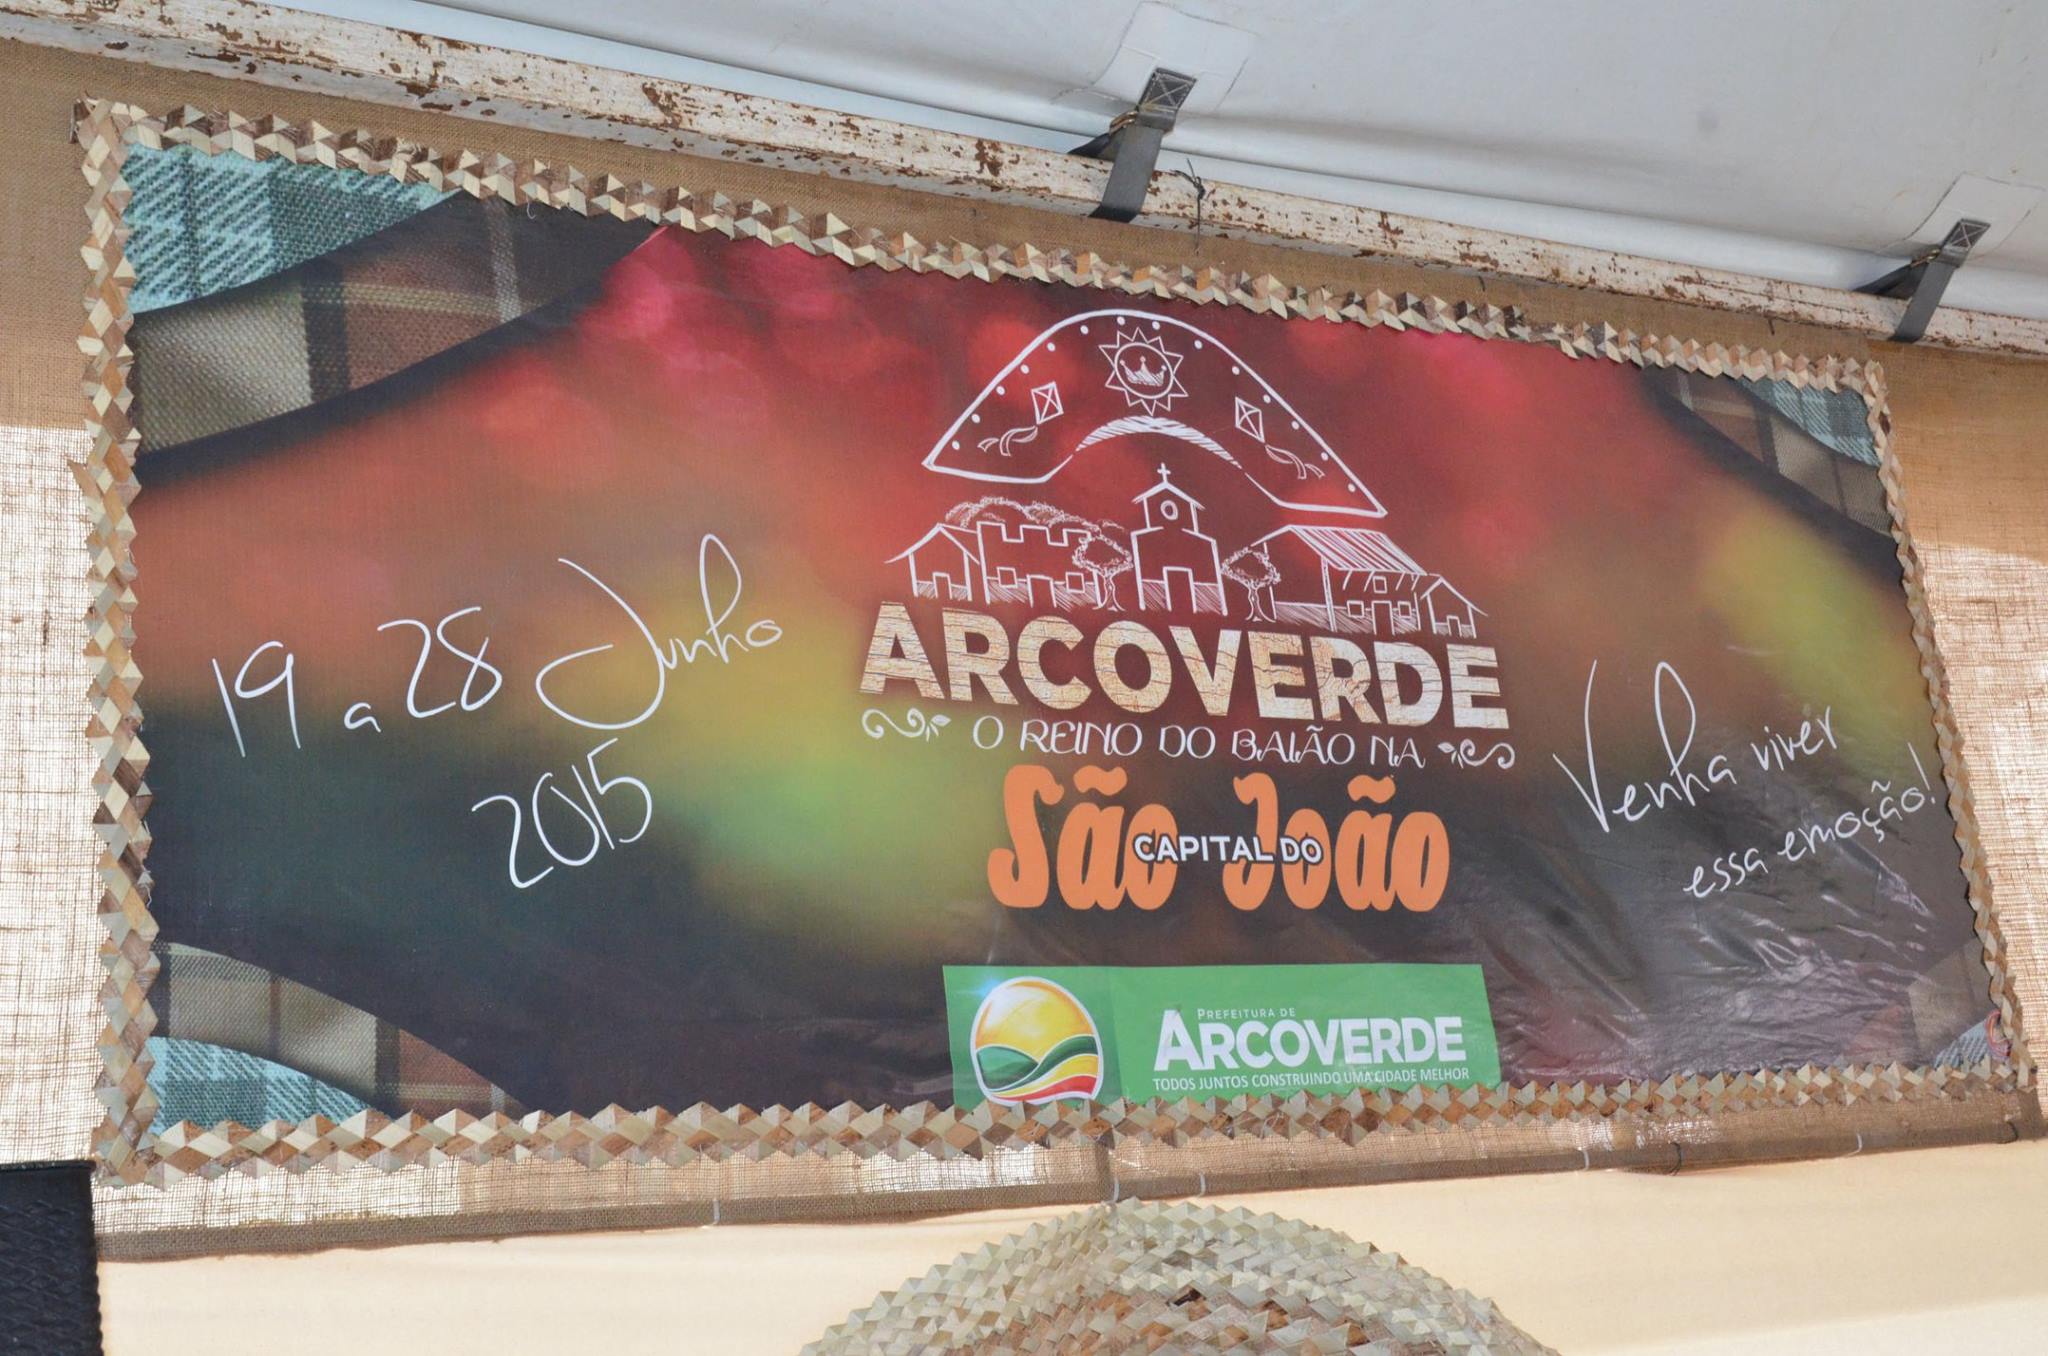 19 a 28 Junho
2015
ARCOVERDE
O REINO DO BAIÃO NA
CAPITAL DO
São João
Venha viver
essa emoção!
PREFEITURA DE
ARCOVERDE
TODOS JUNTOS CONSTRUINDO UMA CIDADE MELHOR